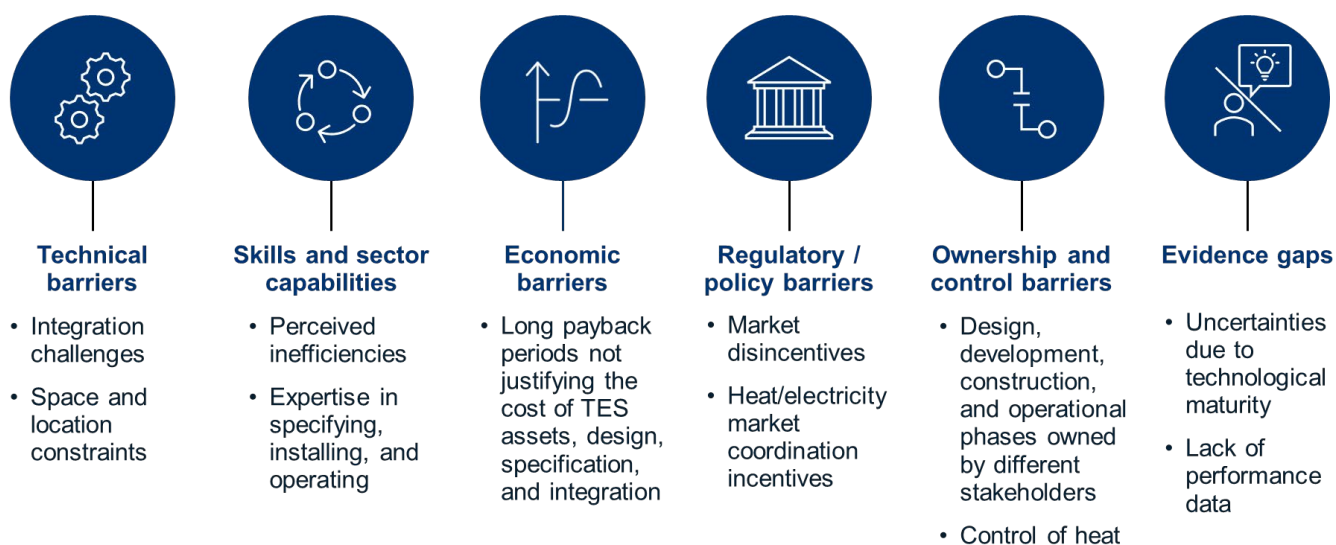 Technical
barriers
• Integration
challenges
• Space and
location
constraints
Skills and sector
capabilities
• Perceived
inefficiencies
• Expertise in
specifying,
installing, and
operating
Economic
barriers
• Long payback
periods not
justifying the
cost of TES
assets, design,
specification,
and integration
Regulatory /
policy barriers
• Market
disincentives
• Heat/electricity
market
coordination
incentives
Ownership and
control barriers
• Design,
development,
construction,
and operational
phases owned
by different
stakeholders
• Control of heat
Evidence gaps
• Uncertainties
due to
technological
maturity
• Lack of
performance
data